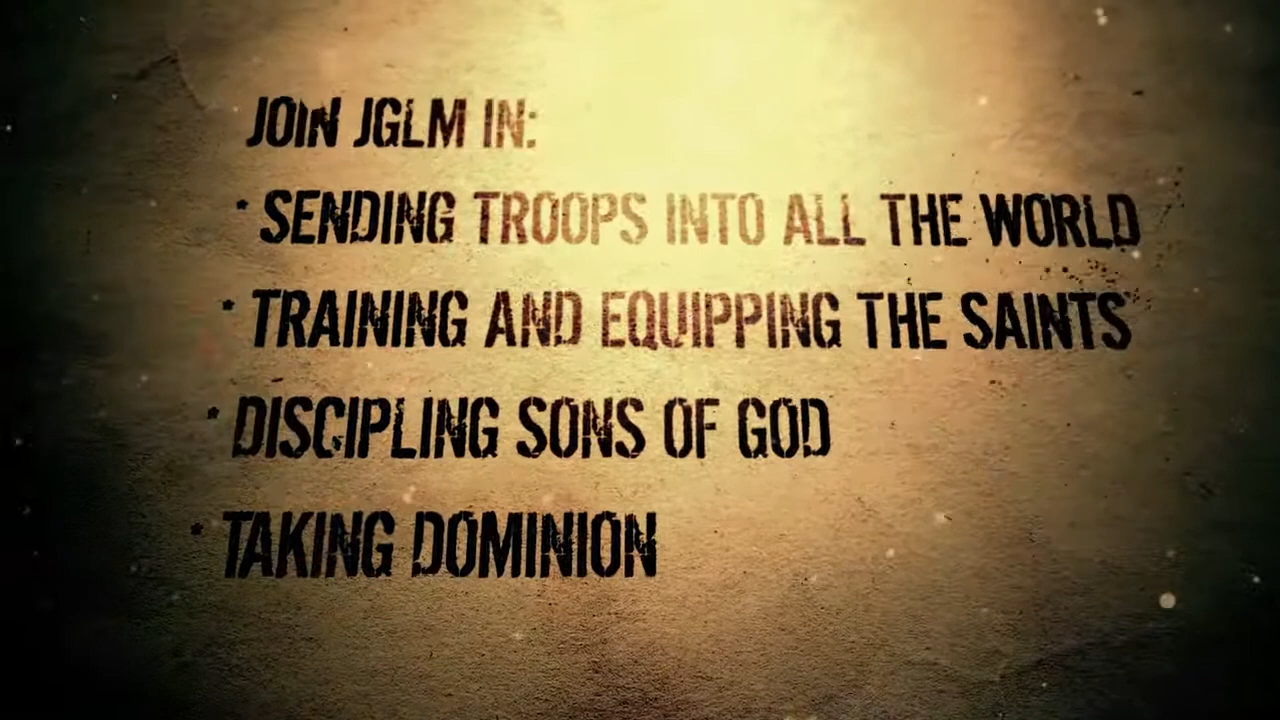 JOIN JGLM IN:
· SENDING TROOPS INTO ALL THE WORLD
· TRAINING AND EQUIPPING THE SAINTS
· DISCIPLING SONS OF GOD
· TAKING DOMINION